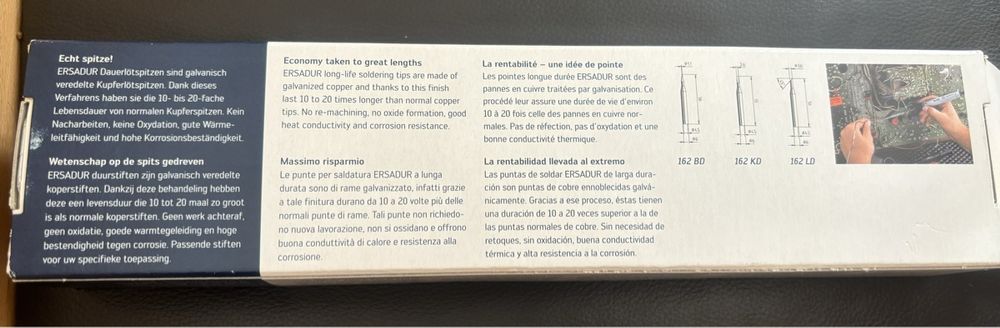 Echt spitze!
ERSADUR Dauerlötspitzen sind galvanisch
veredelte Kupferlötspitzen. Dank dieses
Verfahrens haben sie die 10- bis 20-fache
Lebensdauer von normalen Kupferspitzen. Kein
Nacharbeiten, keine Oxydation, gute Wärme-
leitfähigkeit und hohe Korrosionsbeständigkeit.
Wetenschap op de spits gedreven
ERSADUR duurstiften zijn galvanisch veredelte
koperstiften. Dankzij deze behandeling hebben
deze een levensduur die 10 tot 20 maal zo groot
is als normale koperstiften. Geen werk achteraf,
geen oxidatie, goede warmtegeleiding en hoge
bestendigheid tegen corrosie. Passende stiften
voor uw specifieke toepassing.
Economy taken to great lengths
ERSADUR long-life soldering tips are made of
galvanized copper and thanks to this finish
last 10 to 20 times longer than normal copper
tips. No re-machining, no oxide formation, good
heat conductivity and corrosion resistance.
Massimo risparmio
Le punte per saldatura ERSADUR a lunga
durata sono di rame galvanizzato, infatti grazie
a tale finitura durano da 10 a 20 volte più delle
normali punte di rame. Tali punte non richiedo-
no nuova lavorazione, non si ossidano e offrono
buona conduttività di calore e resistenza alla
corrosione.
La rentabilité – une idée de pointe
Les pointes longue durée ERSADUR sont des
pannes en cuivre traitées par galvanisation. Ce
procédé leur assure une durée de vie d'environ
10 à 20 fois celle des pannes en cuivre nor-
males. Pas de réfection, pas d'oxydation et une
bonne conductivité thermique.
La rentabilidad llevada al extremo
Las puntas de soldar ERSADUR de larga dura-
ción son puntas de cobre ennoblecidas galvá-
nicamente. Gracias a ese proceso, éstas tienen
una duración de 10 a 20 veces superior a la de
las puntas normales de cobre. Sin necesidad de
retoques, sin oxidación, buena conductividad
térmica y alta resistencia a la corrosión.
162 BD
162 KD
162 LD